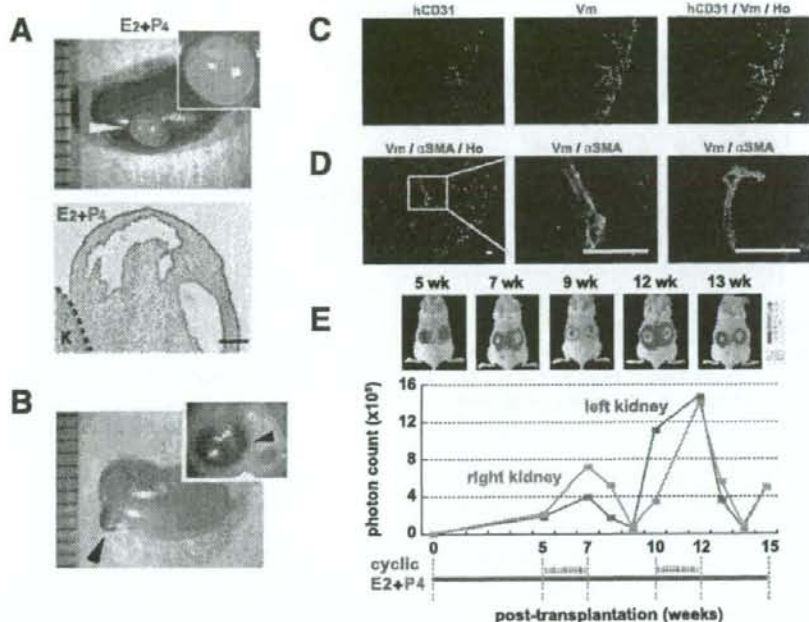 A
E2+P4
E2+P4
K
B
C
hCD31
Vm
hCD31 / Vm / Ho
D
Vm / αSMA / Ho
Vm / αSMA
Vm / αSMA
E
5 wk
7 wk
9 wk
12 wk
13 wk
photon count (x10⁶)
16
12
8
4
0
left kidney
right kidney
0
5
7
10
12
15
cyclic
E2+P4
post-transplantation (weeks)